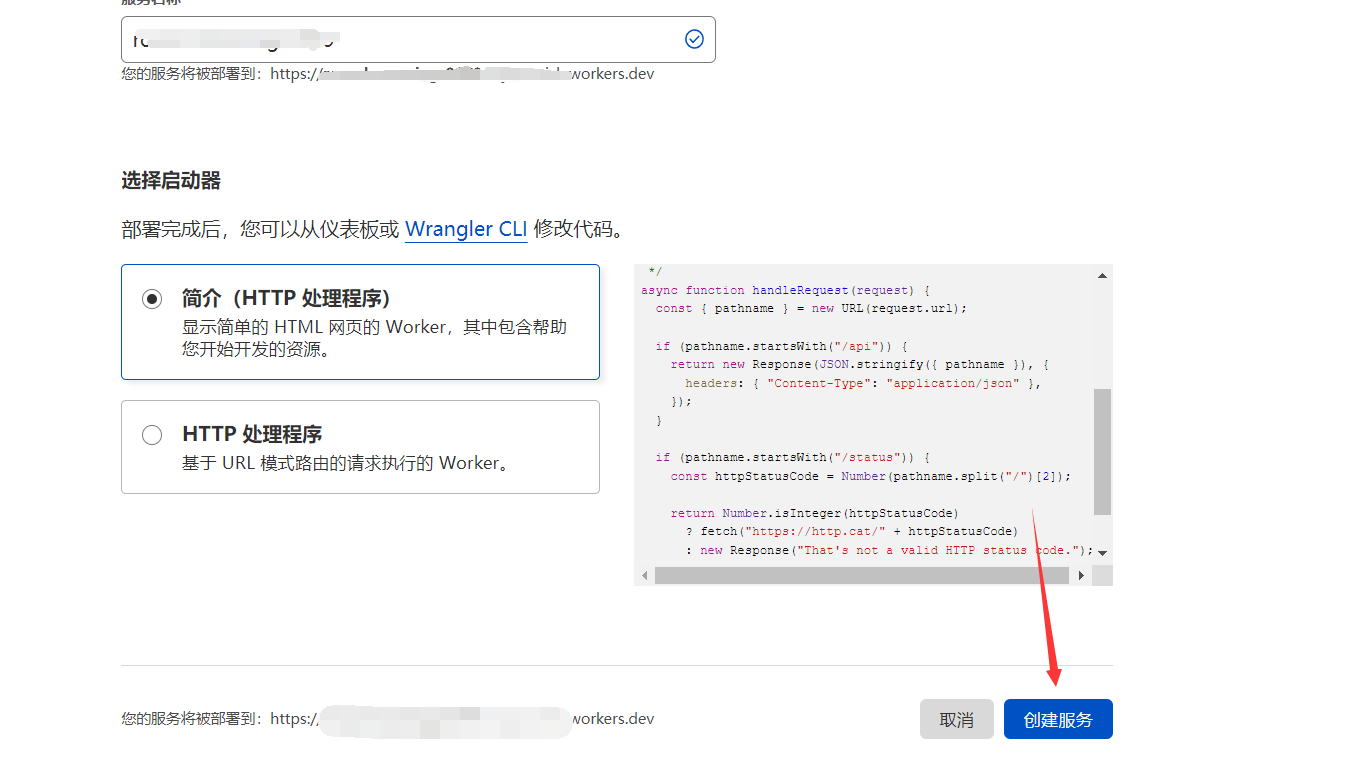 服务名称
您的服务将被部署到：https://
workers.dev
选择启动器
部署完成后，您可以从仪表板或 Wrangler CLI 修改代码。
简介（HTTP 处理程序）
显示简单的 HTML 网页的 Worker，其中包含帮助
您开始开发的资源。
HTTP 处理程序
基于 URL 模式路由的请求执行的 Worker。
*/
async function handleRequest(request) {
const { pathname } = new URL(request.url);
if (pathname.startsWith("/api")) {
return new Response(JSON.stringify({ pathname }), {
headers: { "Content-Type": "application/json" },
});
}
if (pathname.startsWith("/status")) {
const httpStatusCode = Number(pathname.split("/")[2]);
return Number.isInteger(httpStatusCode)
? fetch("https://http.cat/" + httpStatusCode)
: new Response("That's not a valid HTTP status code.");
您的服务将被部署到：https://
workers.dev
取消
创建服务